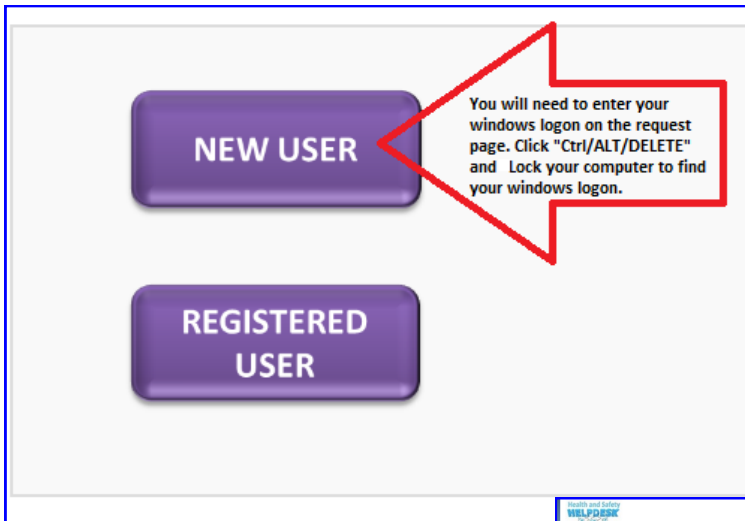 NEW USER
You will need to enter your
windows logon on the request
page. Click "Ctrl/ALT/DELETE"
and Lock your computer to find
your windows logon.
REGISTERED
USER
Health and Safety
HELPDESK